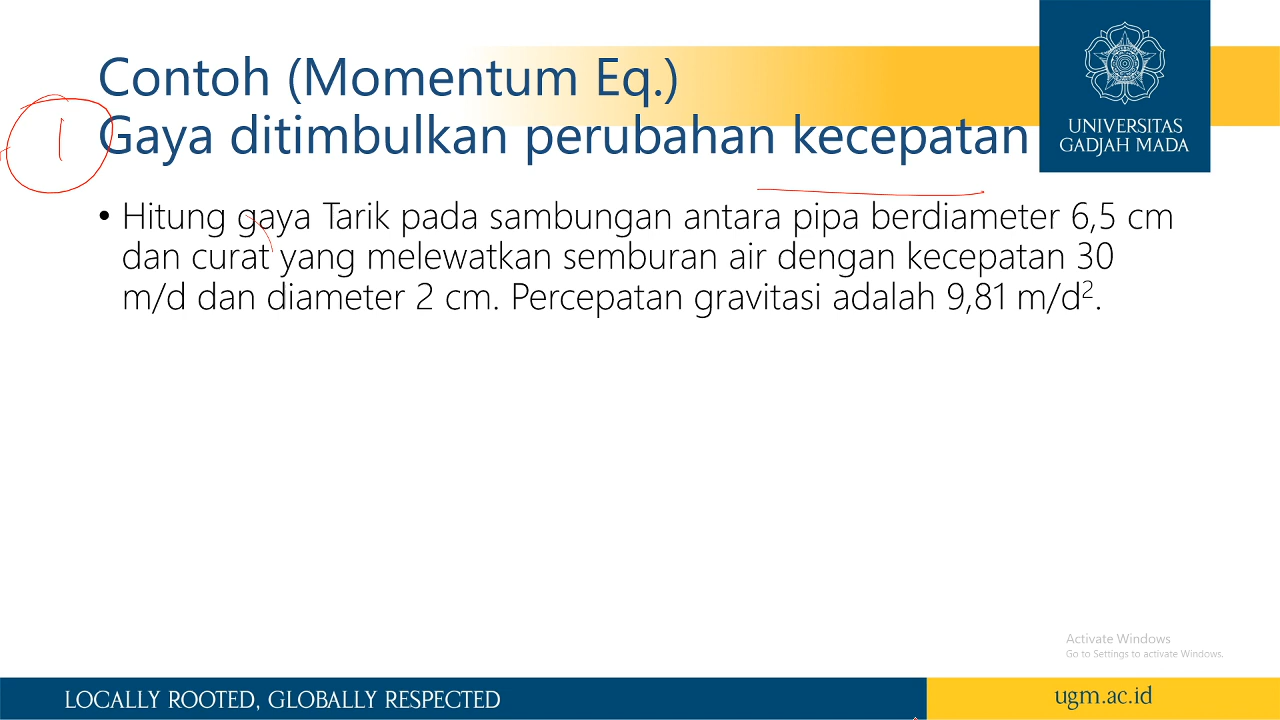 Contoh (Momentum Eq.)
Gaya ditimbulkan perubahan kecepatan
1
UNIVERSITAS
GADJAH MADA
• Hitung gaya Tarik pada sambungan antara pipa berdiameter 6,5 cm
dan curat yang melewatkan semburan air dengan kecepatan 30
m/d dan diameter 2 cm. Percepatan gravitasi adalah 9,81 m/d².
Activate Windows
Go to Settings to activate Windows.
LOCALLY ROOTED, GLOBALLY RESPECTED
ugm.ac.id